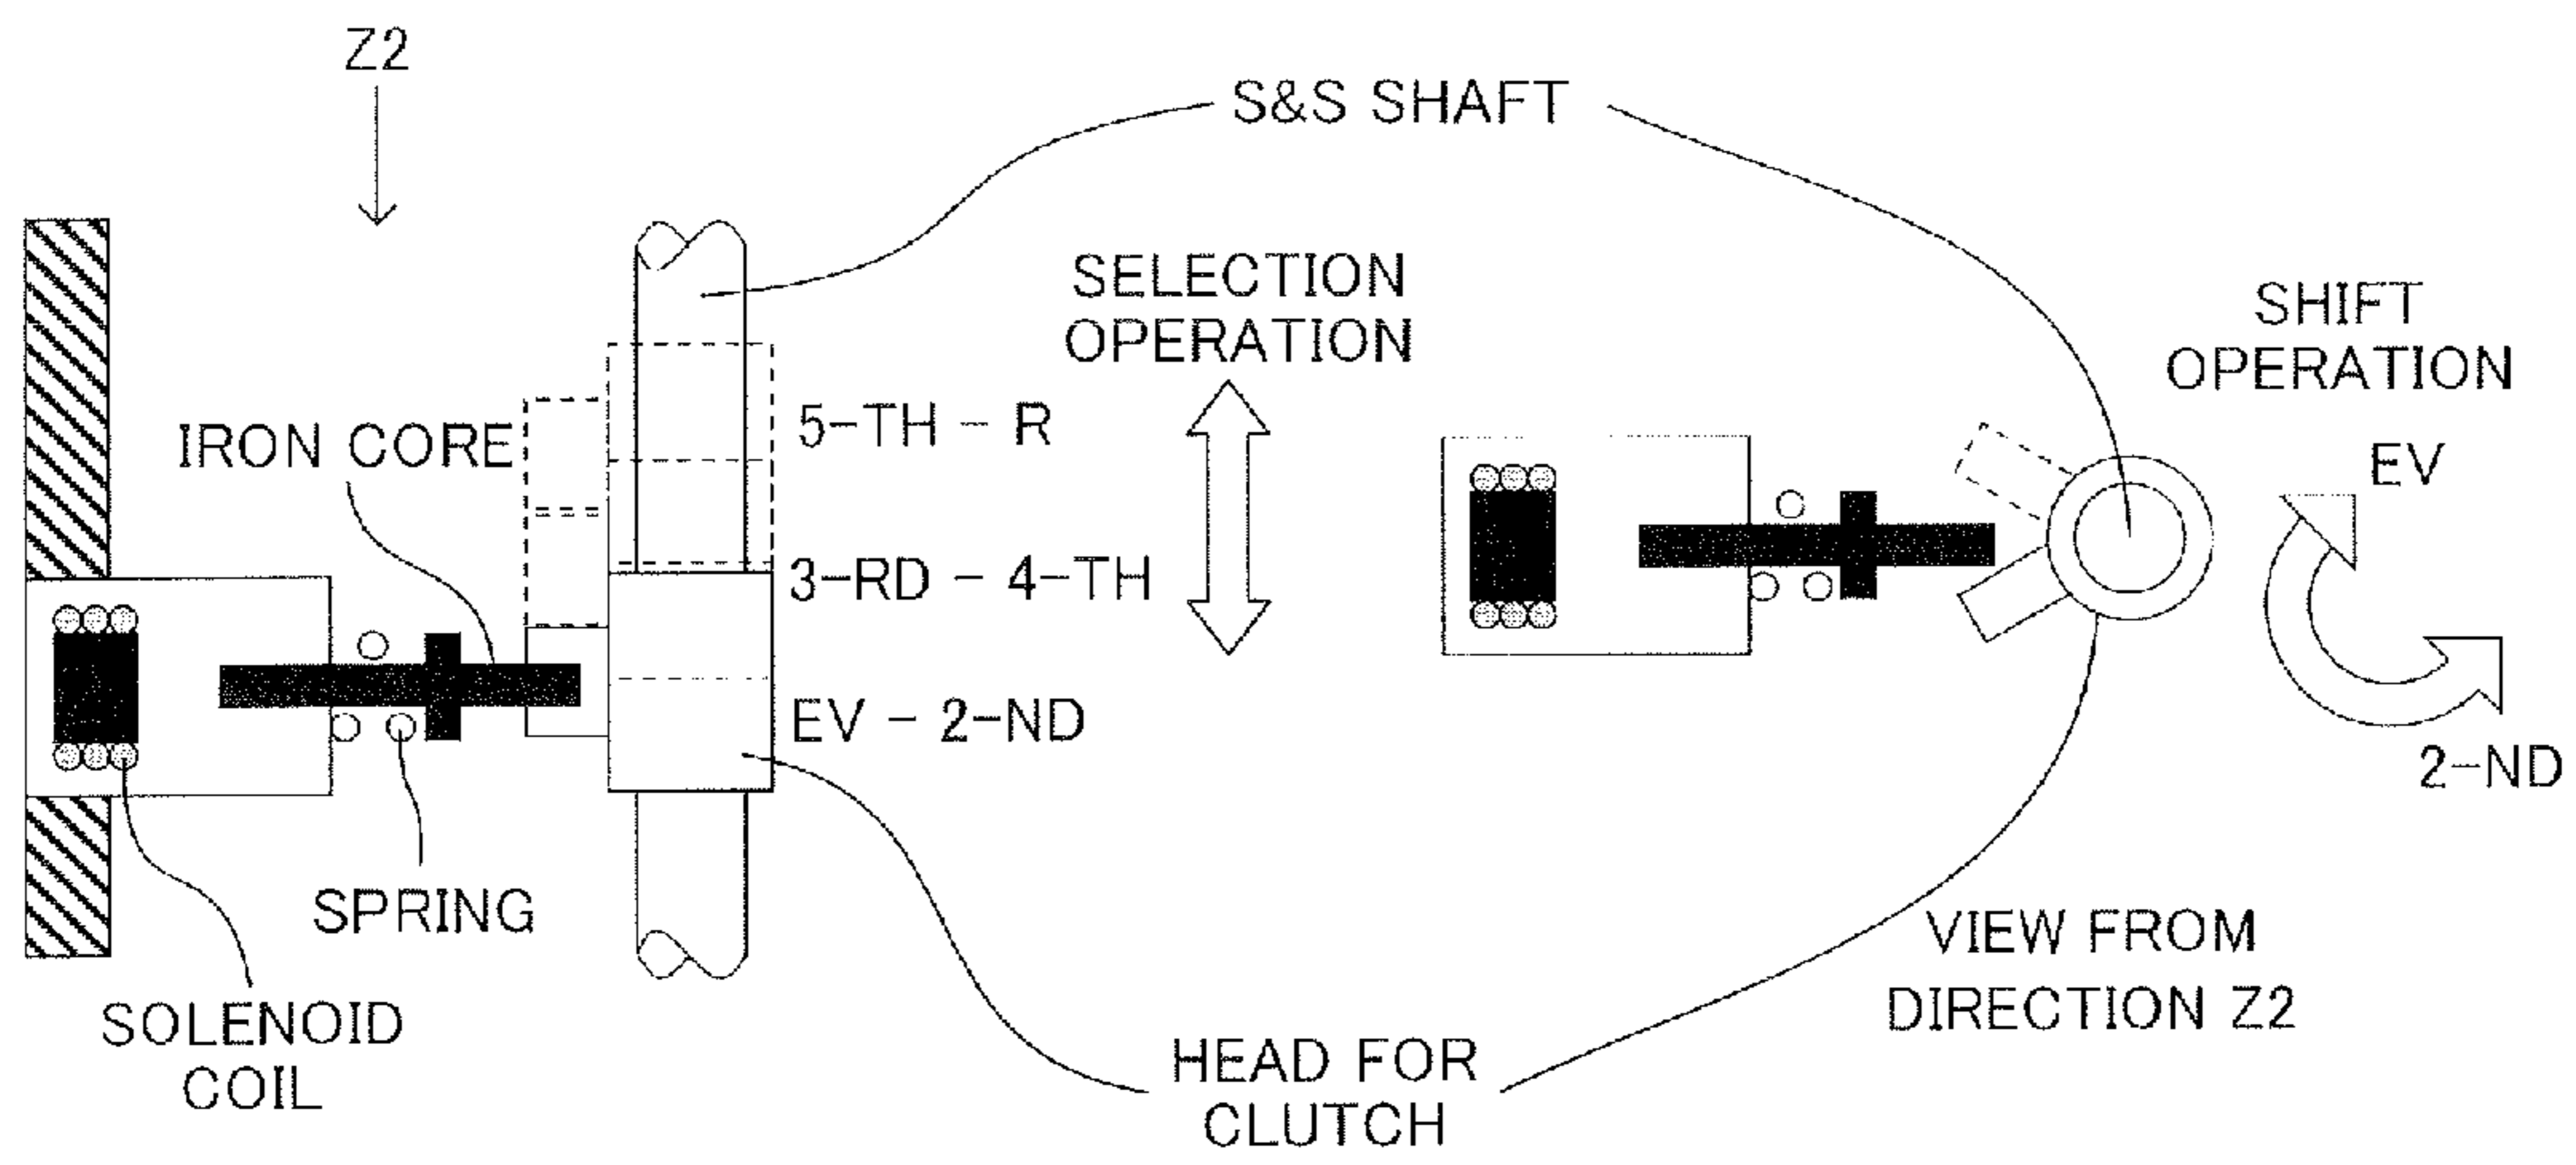 Z2
S&S SHAFT
SELECTION
OPERATION
SHIFT
OPERATION
IRON CORE
5-TH - R
EV
3-RD - 4-TH
EV - 2-ND
2-ND
SPRING
VIEW FROM
DIRECTION Z2
SOLENOID
COIL
HEAD FOR
CLUTCH